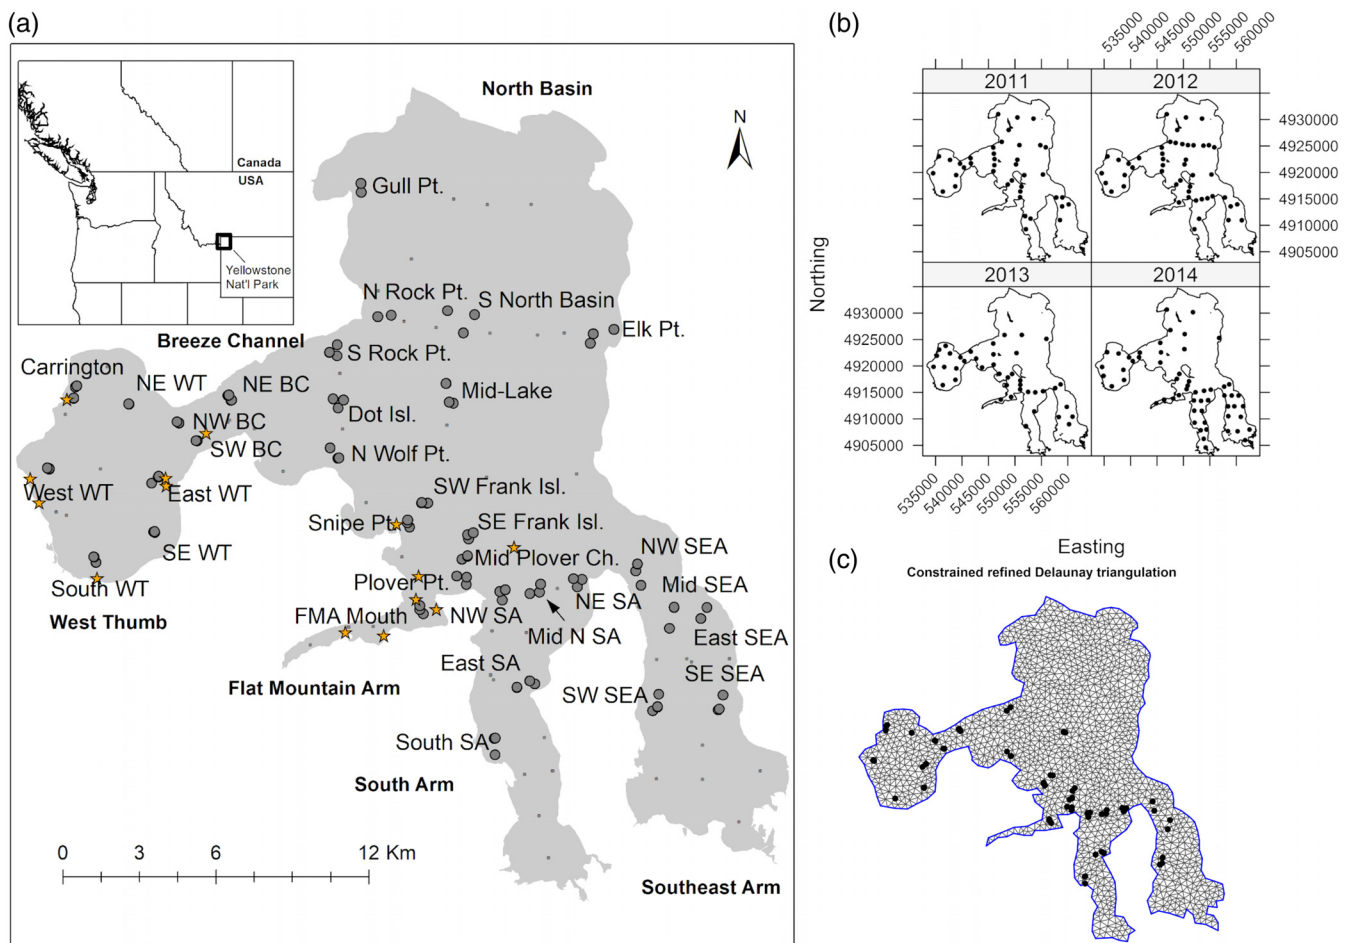 (a)
North Basin
N
Canada
USA
Yellowstone
Nat'l Park
Gull Pt.
N Rock Pt.
S North Basin
Elk Pt.
Breeze Channel
S Rock Pt.
Carrington
NE WT
NE BC
Mid-Lake
NW BC
Dot Isl.
SW BC
N Wolf Pt.
West WT
East WT
SW Frank Isl.
Snipe Pt.
SE Frank Isl.
SE WT
NW SEA
Mid Plover Ch.
South WT
Plover Pt.
Mid SEA
NE SA
West Thumb
FMA Mouth
NW SA
Mid N SA
East SEA
East SA
SE SEA
Flat Mountain Arm
SW SEA
South SA
South Arm
0 3 6 12 Km
Southeast Arm
(b)
535000 540000 545000 550000 555000 560000
2011 2012
4930000
4925000
4920000
4915000
4910000
4905000
2013 2014
4930000
4925000
4920000
4915000
4910000
4905000
535000 540000 545000 550000 555000 560000
Northing
Easting
(c)
Constrained refined Delaunay triangulation